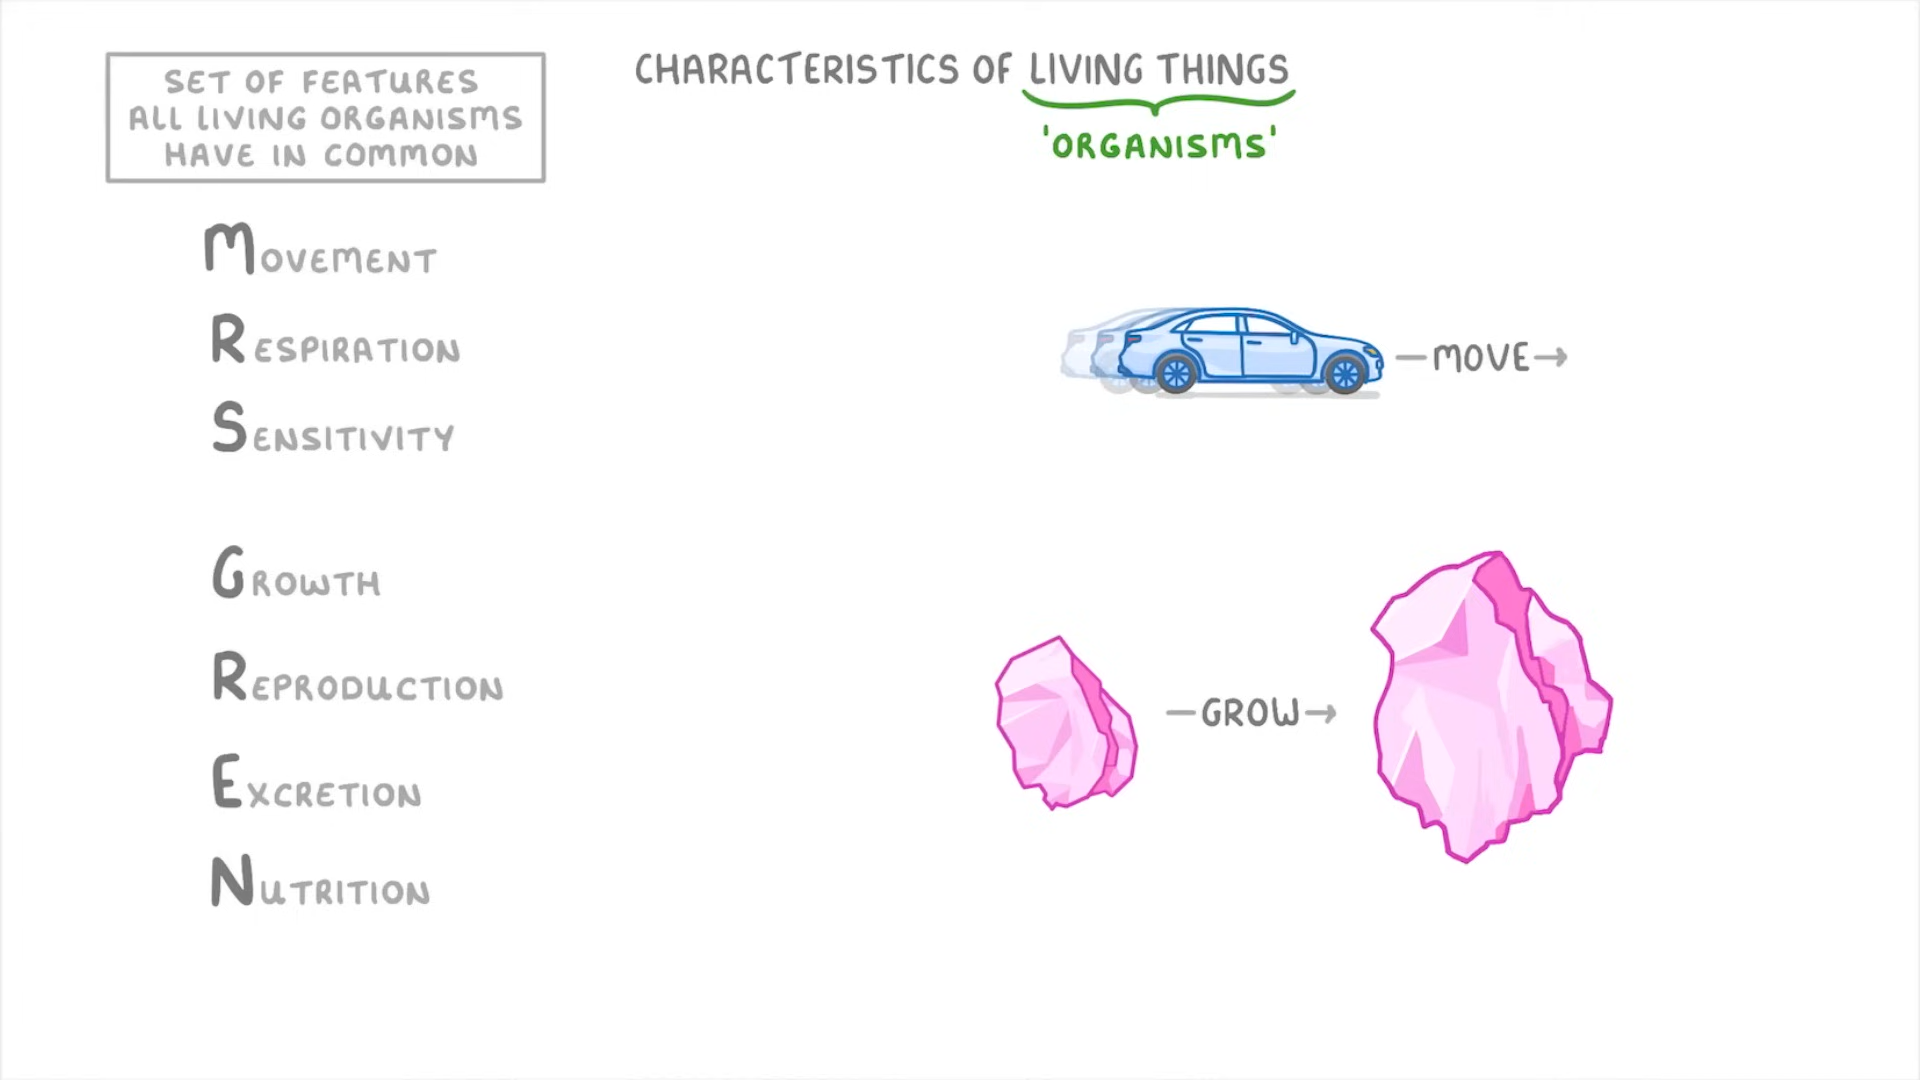 SET OF FEATURES
ALL LIVING ORGANISMS
HAVE IN COMMON
CHARACTERISTICS OF LIVING THINGS
'ORGANISMS'
MOVEMENT
RESPIRATION
SENSITIVITY
GROWTH
REPRODUCTION
EXCRETION
NUTRITION
MOVE
GROW